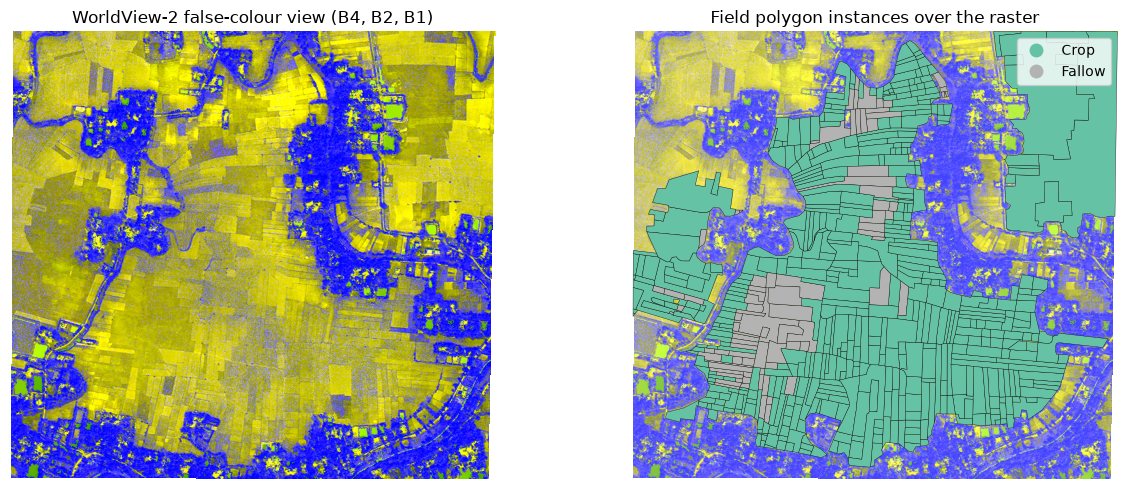 WorldView-2 false-colour view (B4, B2, B1)
Field polygon instances over the raster
Crop
Fallow